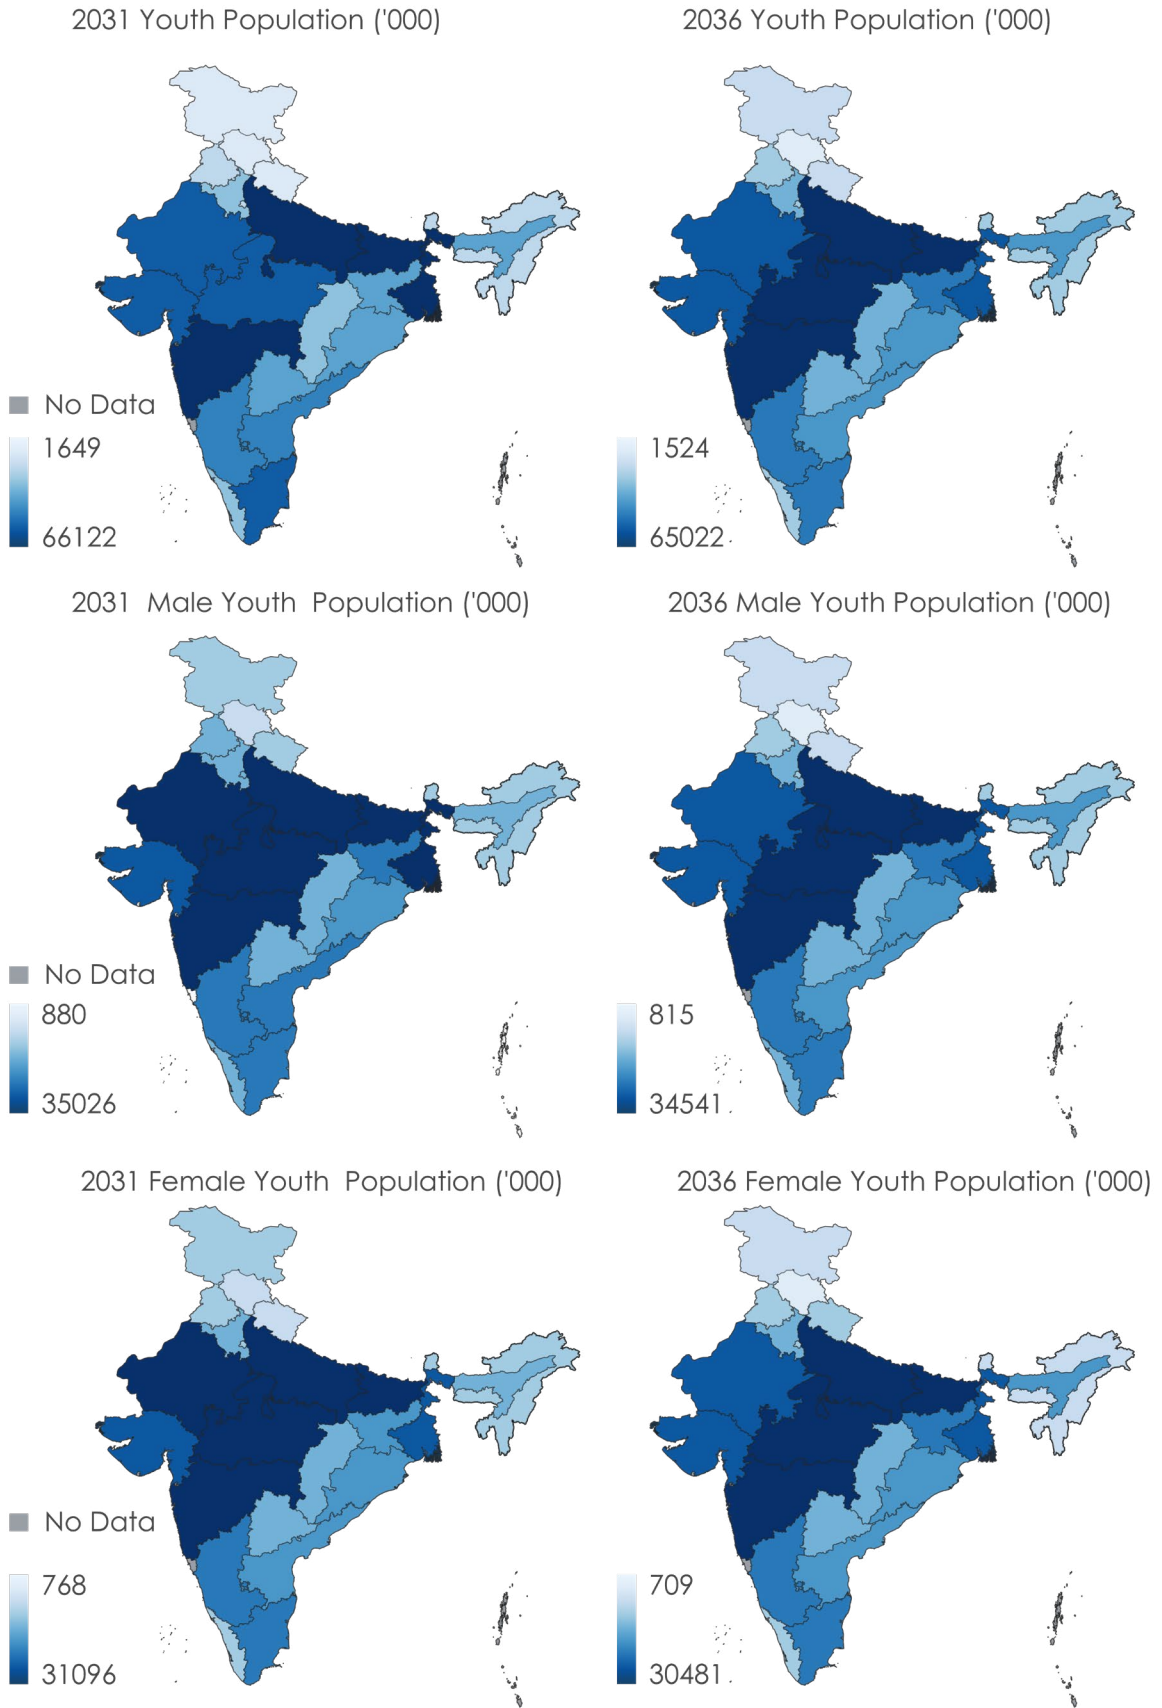 2031 Youth Population ('000)
2036 Youth Population ('000)
No Data
1649
66122
1524
65022
2031 Male Youth Population ('000)
2036 Male Youth Population ('000)
No Data
880
35026
815
34541
2031 Female Youth Population ('000)
2036 Female Youth Population ('000)
No Data
768
31096
709
30481